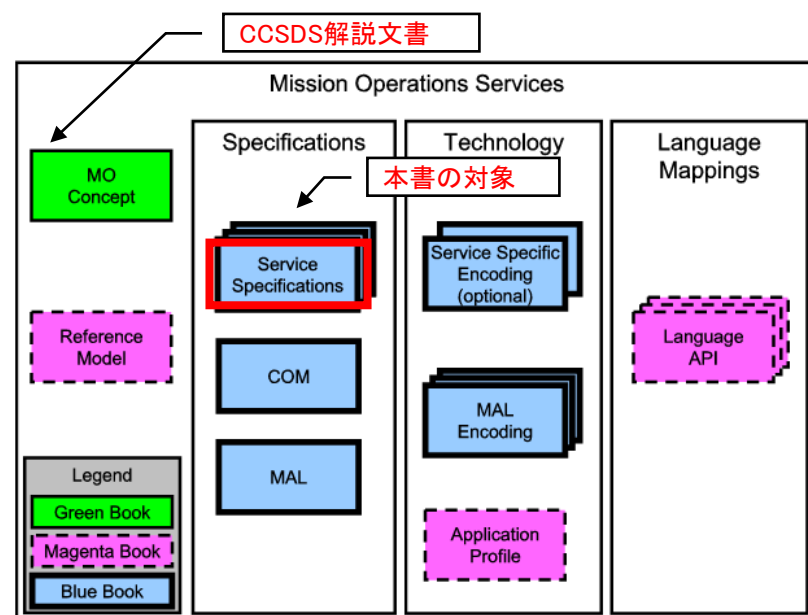 CCSDS解説文書
Mission Operations Services
MO
Concept
Reference
Model
Legend
Green Book
Magenta Book
Blue Book
Specifications
本書の対象
Service
Specifications
COM
MAL
Technology
Service Specific
Encoding
(optional)
MAL
Encoding
Application
Profile
Language
Mappings
Language
API